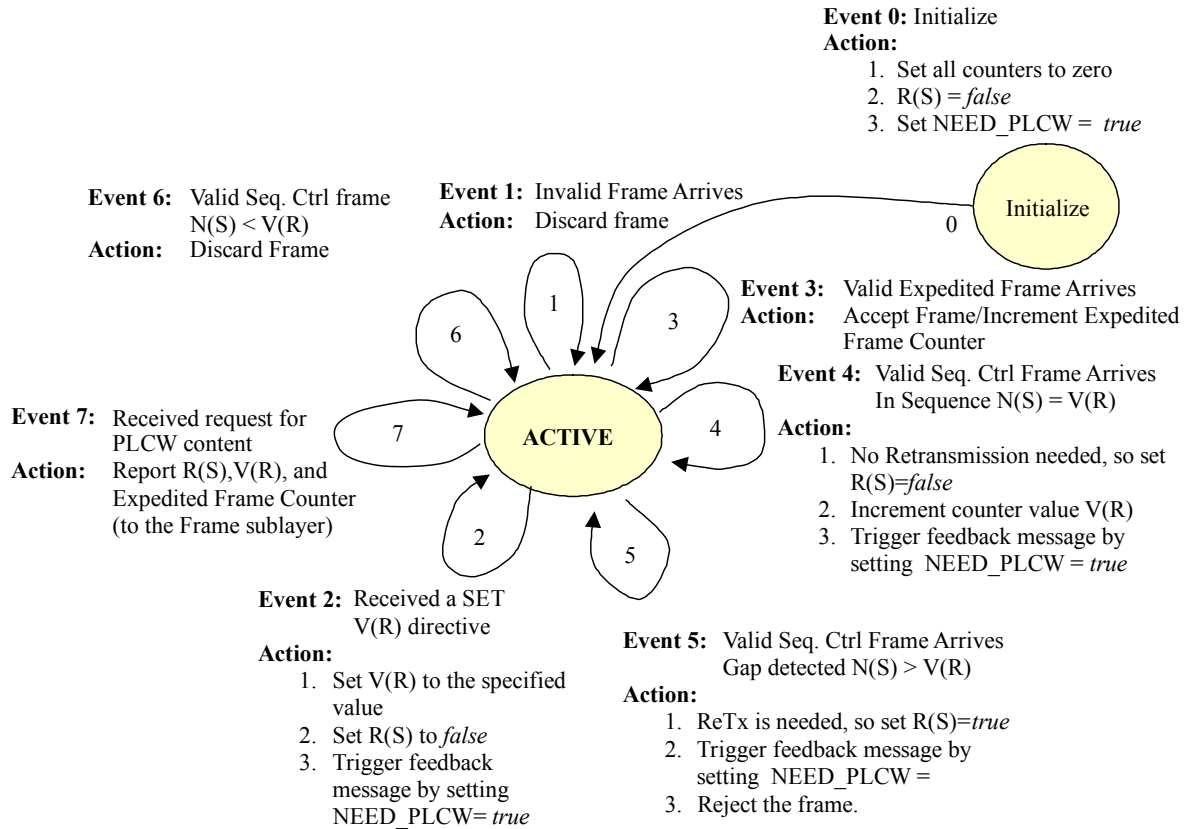 Event 0: Initialize
Action:
1. Set all counters to zero
2. R(S) = false
3. Set NEED_PLCW = true
Initialize
0
Event 6: Valid Seq. Ctrl frame
N(S) < V(R)
Action: Discard Frame
Event 1: Invalid Frame Arrives
Action: Discard frame
1
3
6
Event 3: Valid Expedited Frame Arrives
Action: Accept Frame/Increment Expedited
Frame Counter
Event 4: Valid Seq. Ctrl Frame Arrives
In Sequence N(S) = V(R)
Action:
1. No Retransmission needed, so set
R(S)=false
2. Increment counter value V(R)
3. Trigger feedback message by
setting NEED_PLCW = true
Event 7: Received request for
PLCW content
Action: Report R(S),V(R), and
Expedited Frame Counter
(to the Frame sublayer)
7
ACTIVE
4
2
5
Event 2: Received a SET
V(R) directive
Action:
1. Set V(R) to the specified
value
2. Set R(S) to false
3. Trigger feedback
message by setting
NEED_PLCW= true
Event 5: Valid Seq. Ctrl Frame Arrives
Gap detected N(S) > V(R)
Action:
1. ReTx is needed, so set R(S)=true
2. Trigger feedback message by
setting NEED_PLCW =
3. Reject the frame.